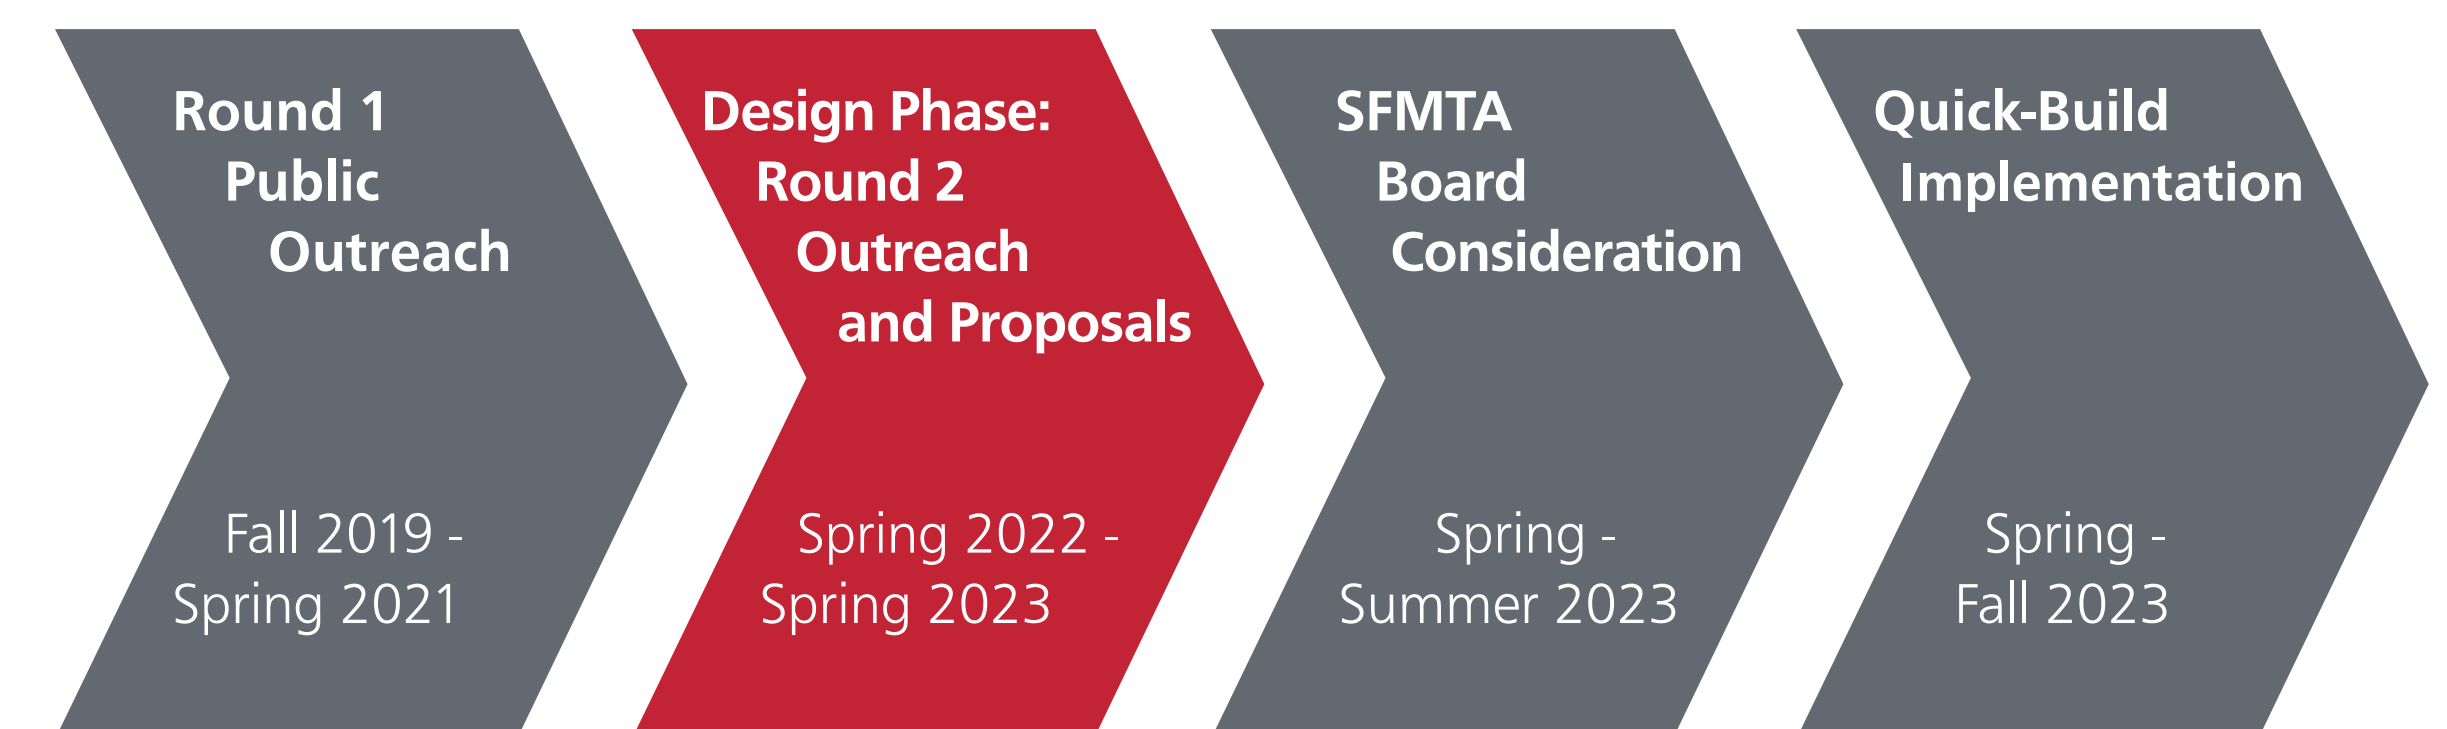 Round 1
Public
Outreach
Fall 2019 -
Spring 2021
Design Phase:
Round 2
Outreach
and Proposals
Spring 2022 -
Spring 2023
SFMTA
Board
Consideration
Spring -
Summer 2023
Quick-Build
Implementation
Spring -
Fall 2023